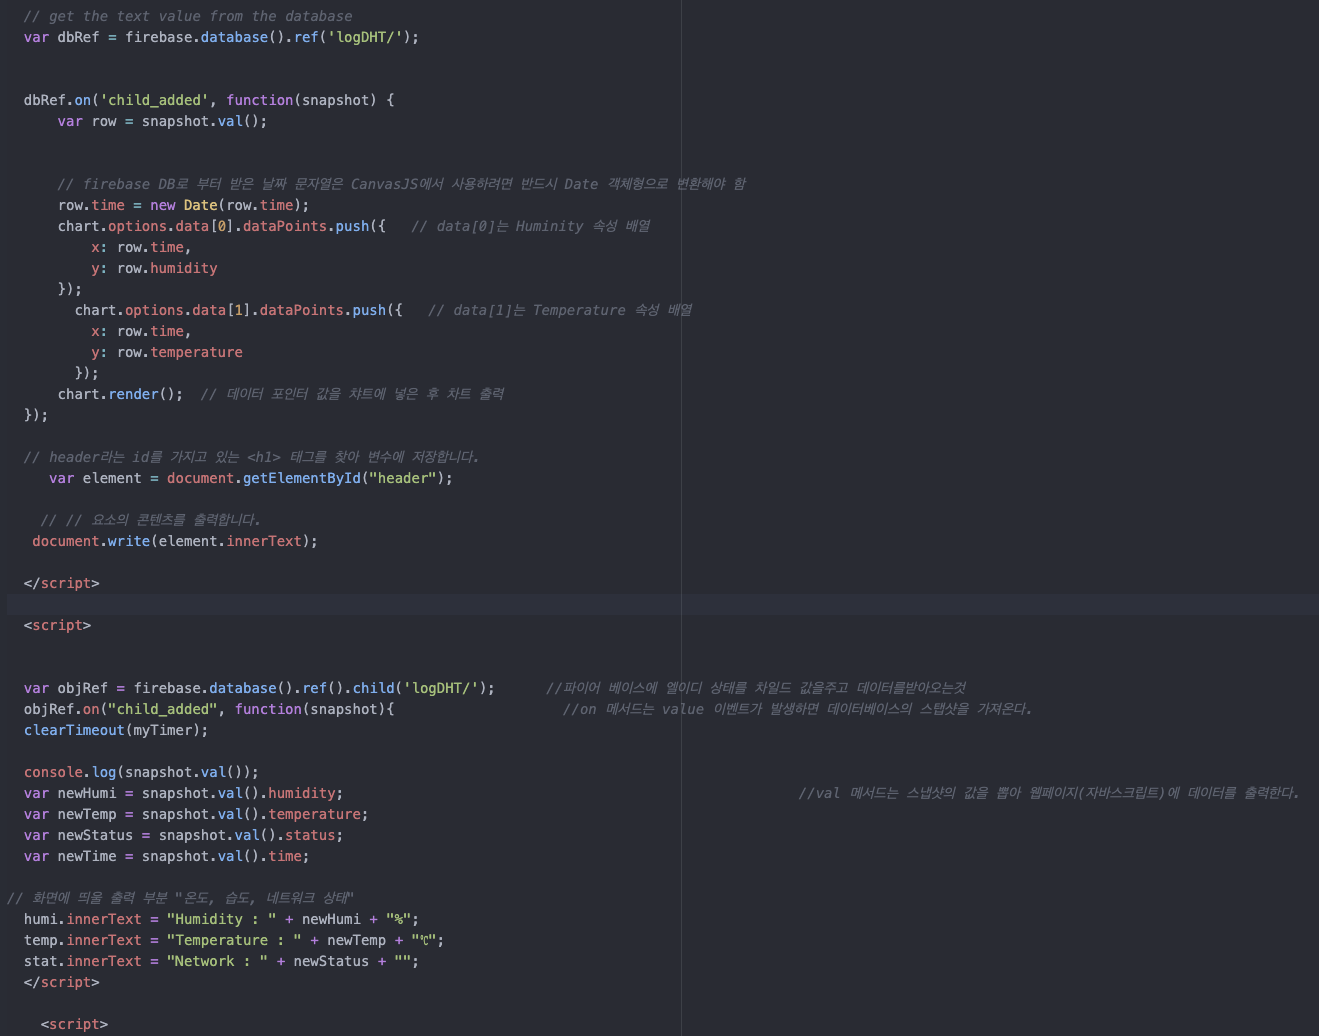 // get the text value from the database
var dbRef = firebase.database().ref('logDHT/');
dbRef.on('child_added', function(snapshot) {
var row = snapshot.val();
// firebase DB로 부터 받은 날짜 문자열은 CanvasJS에서 사용하려면 반드시 Date 객체형으로 변환해야 함
row.time = new Date(row.time);
chart.options.data[0].dataPoints.push({ // data[0]는 Huminity 속성 배열
x: row.time,
y: row.humidity
});
chart.options.data[1].dataPoints.push({ // data[1]는 Temperature 속성 배열
x: row.time,
y: row.temperature
});
chart.render(); // 데이터 포인터 값을 챠트에 넣은 후 차트 출력
});
// header라는 id를 가지고 있는 <h1> 태그를 찾아 변수에 저장합니다.
var element = document.getElementById("header");
// // 요소의 콘텐츠를 출력합니다.
document.write(element.innerText);
</script>
<script>
var objRef = firebase.database().ref().child('logDHT/'); //파이어 베이스에 엘이디 상태를 차일드 값을주고 데이터를받아오는것
objRef.on("child_added", function(snapshot){ //on 메서드는 value 이벤트가 발생하면 데이터베이스의 스탭샷을 가져온다.
clearTimeout(myTimer);
console.log(snapshot.val());
var newHumi = snapshot.val().humidity; //val 메서드는 스냅샷의 값을 뽑아 웹페이지(자바스크립트)에 데이터를 출력한다.
var newTemp = snapshot.val().temperature;
var newStatus = snapshot.val().status;
var newTime = snapshot.val().time;
// 화면에 띄울 출력 부분 "온도, 습도, 네트워크 상태"
humi.innerText = "Humidity : " + newHumi + "%";
temp.innerText = "Temperature : " + newTemp + "℃";
stat.innerText = "Network : " + newStatus + "";
</script>
<script>